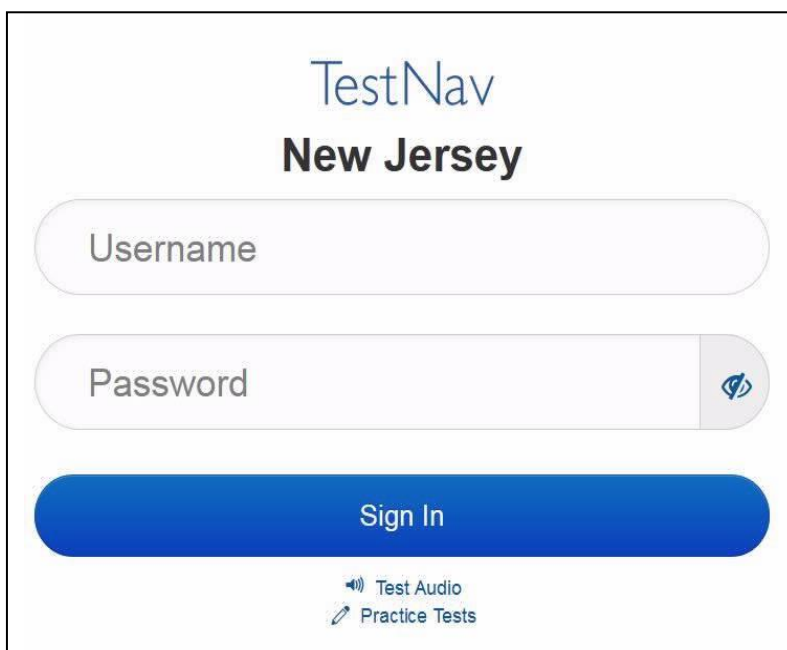 TestNav
New Jersey
Username
Password
Sign In
Test Audio
Practice Tests